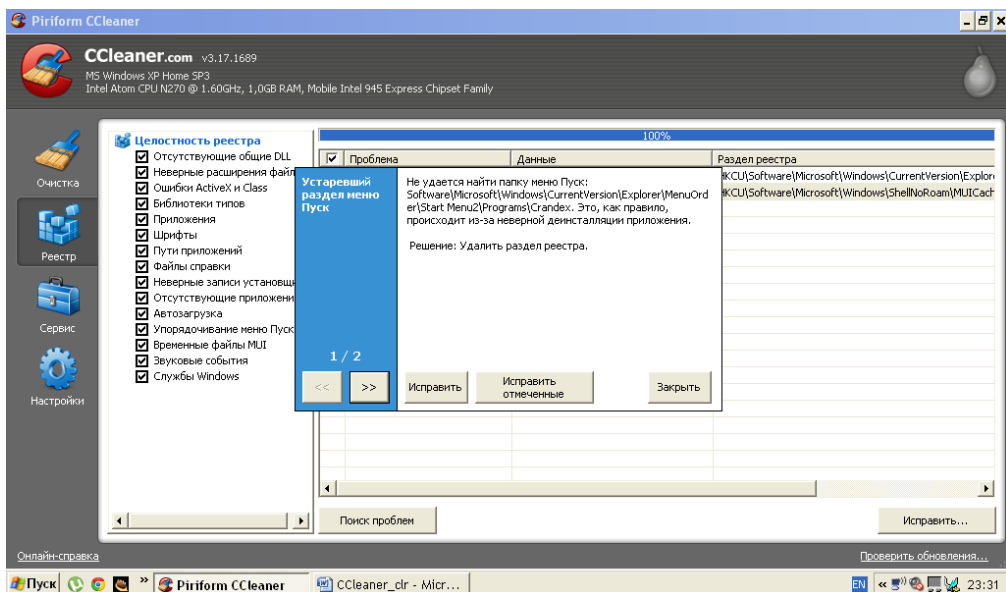 Piriform CCleaner
CCleaner.com v3.17.1689
MS Windows XP Home SP3
Intel Atom CPU N270 @ 1.60GHz, 1,0GB RAM, Mobile Intel 945 Express Chipset Family
Очистка
Реестр
Сервис
Настройки
Целостность реестра
Отсутствующие общие DLL
Неверные расширения файл
Ошибки ActiveX и Class
Библиотеки типов
Приложения
Шрифты
Пути приложений
Файлы справки
Неверные записи установщ
Отсутствующие приложени
Автозагрузка
Упорядочивание меню Пуск
Временные файлы MUI
Звуковые события
Службы Windows
100%
Проблема Данные Раздел реестра
HKCU\Software\Microsoft\Windows\CurrentVersion\Explor
HKCU\Software\Microsoft\Windows\ShellNoRoam\MUICach
Устаревший
раздел меню
Пуск
1 / 2
<< >>
Не удается найти папку меню Пуск:
Software\Microsoft\Windows\CurrentVersion\Explorer\MenuOrd
er\Start Menu2\Programs\Crandex. Это, как правило,
происходит из-за неверной деинсталляции приложения.
Решение: Удалить раздел реестра.
Исправить
Исправить
отмеченные
Закрыть
Поиск проблем
Исправить...
Онлайн-справка
Проверить обновления...
Пуск » Piriform CCleaner CCleaner_clr - Micr... EN « 23:31